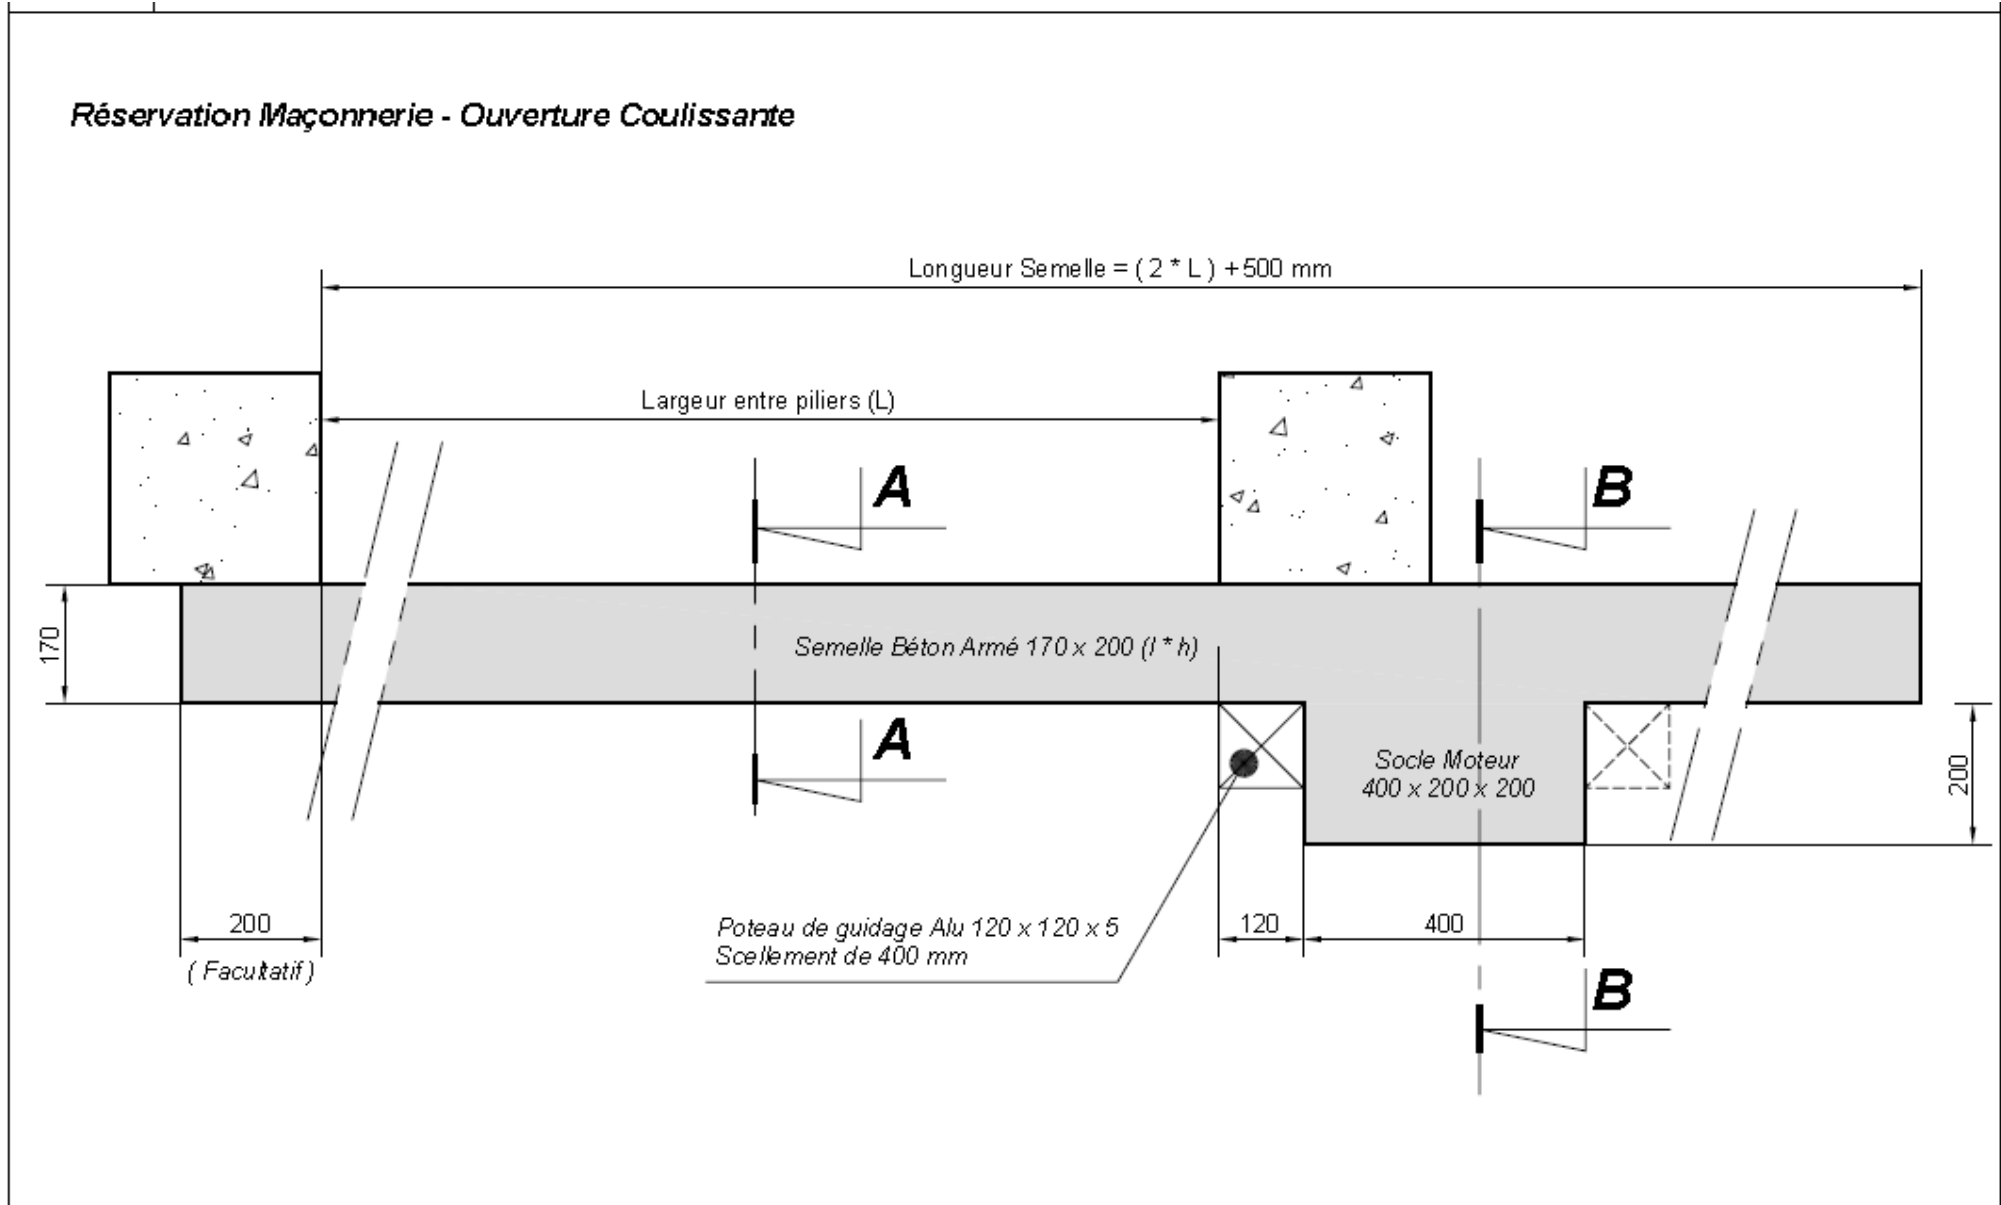 Réservation Maçonnerie - Ouverture Coulissante
Longueur Semelle = ( 2 * L ) +500 mm
Largeur entre piliers (L)
A
B
170
Semelle Béton Armé 170 x 200 (l * h)
A
Socle Moteur
400 x 200 x 200
200
200
( Facultatif )
Poteau de guidage Alu 120 x 120 x 5
Scellement de 400 mm
120
400
B